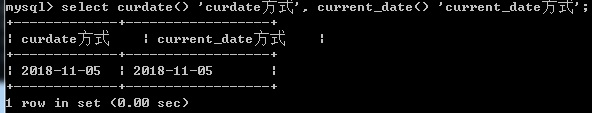 mysql> select curdate() 'curdate方式', current_date() 'current_date方式';
+-------------+-------------------+
| curdate方式   | current_date方式    |
+-------------+-------------------+
| 2018-11-05  | 2018-11-05        |
+-------------+-------------------+
1 row in set (0.00 sec)